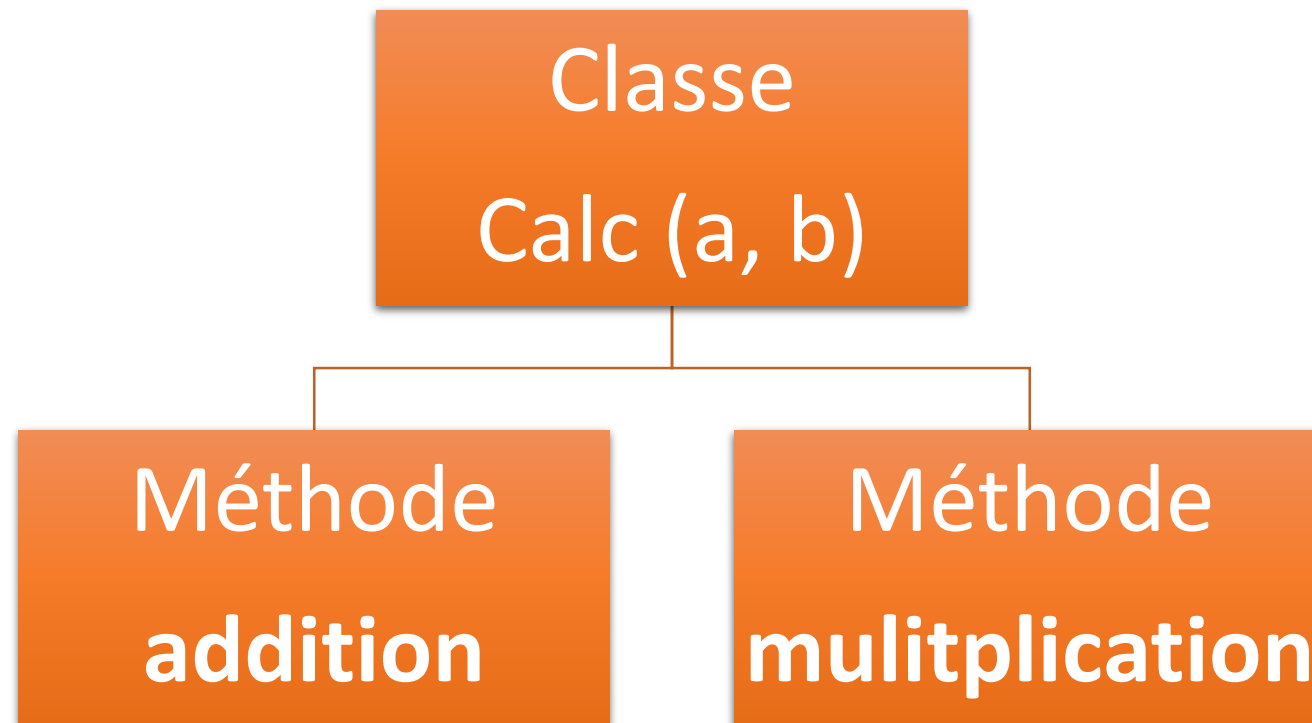 Classe
Calc (a, b)
Méthode
addition
Méthode
mulitplication